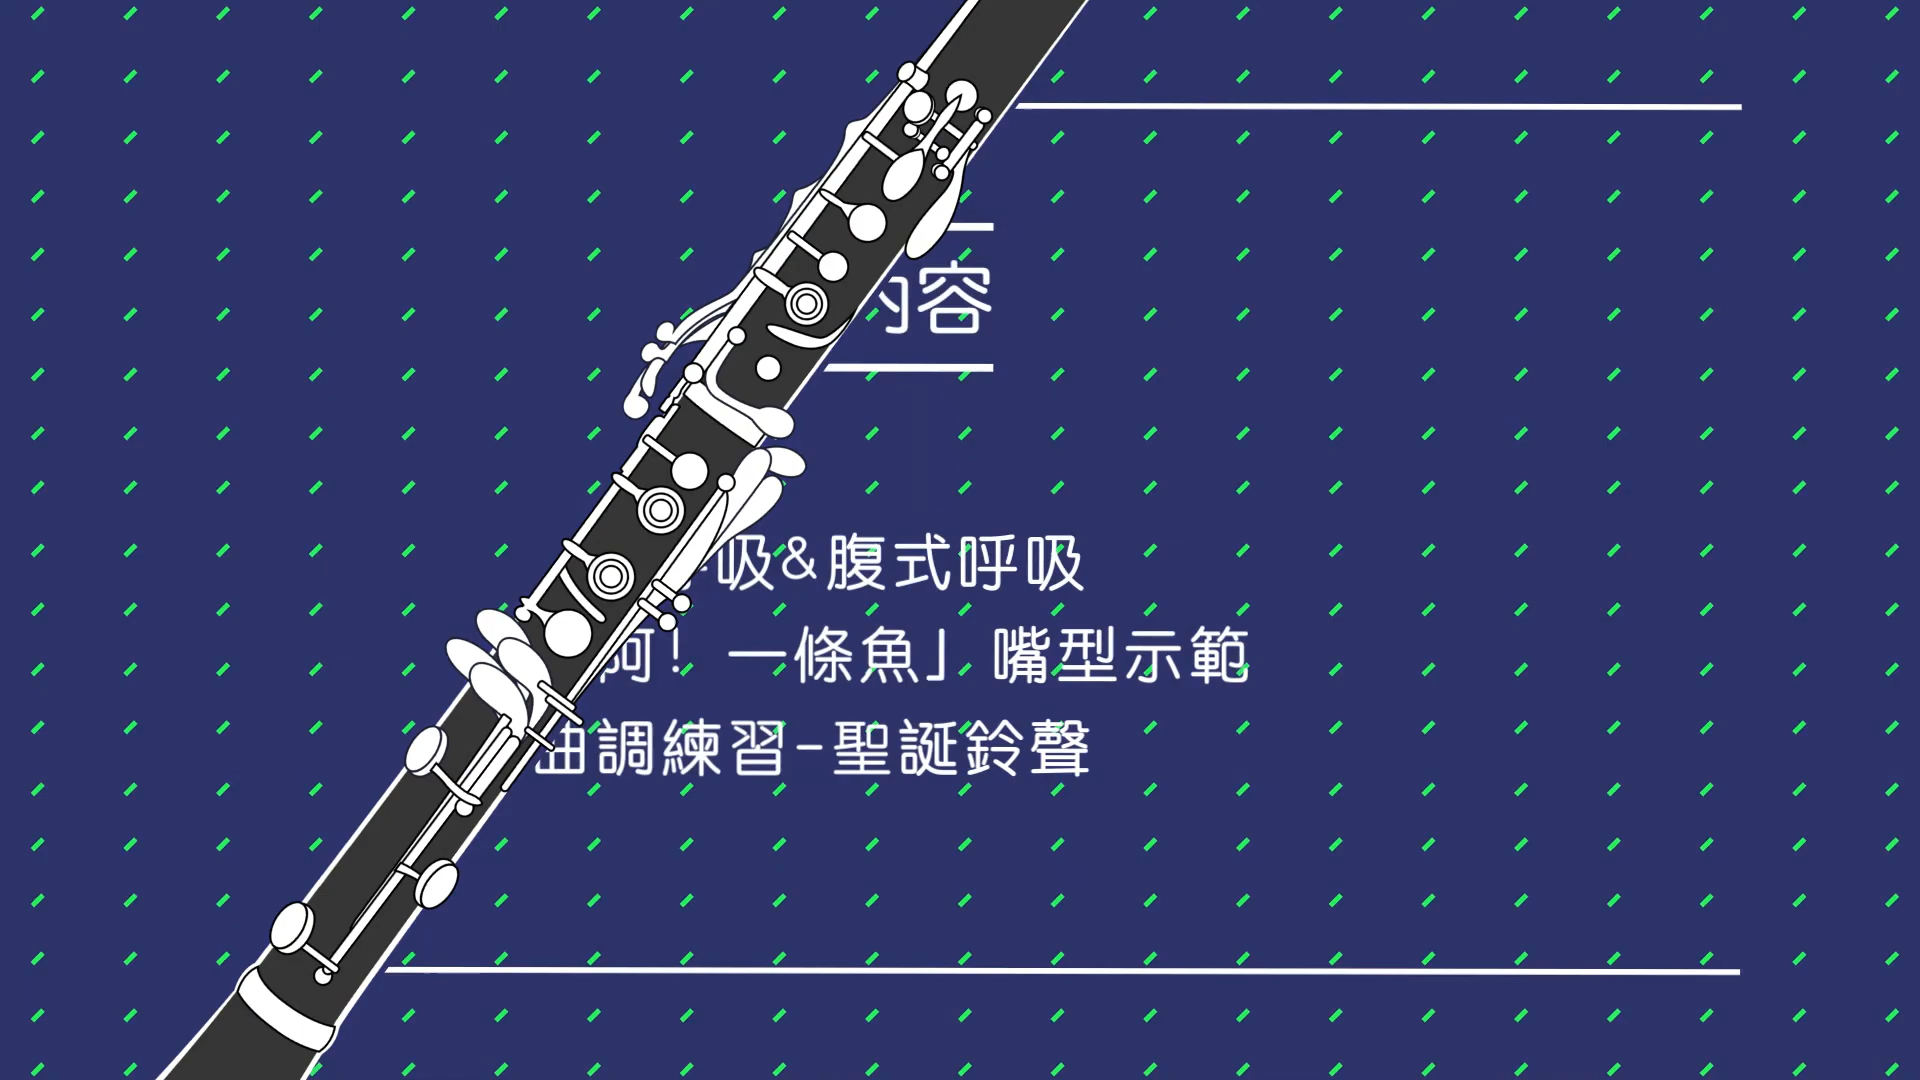 內容
吸&腹式呼吸
阿！一條魚」嘴型示範
曲調練習-聖誕鈴聲